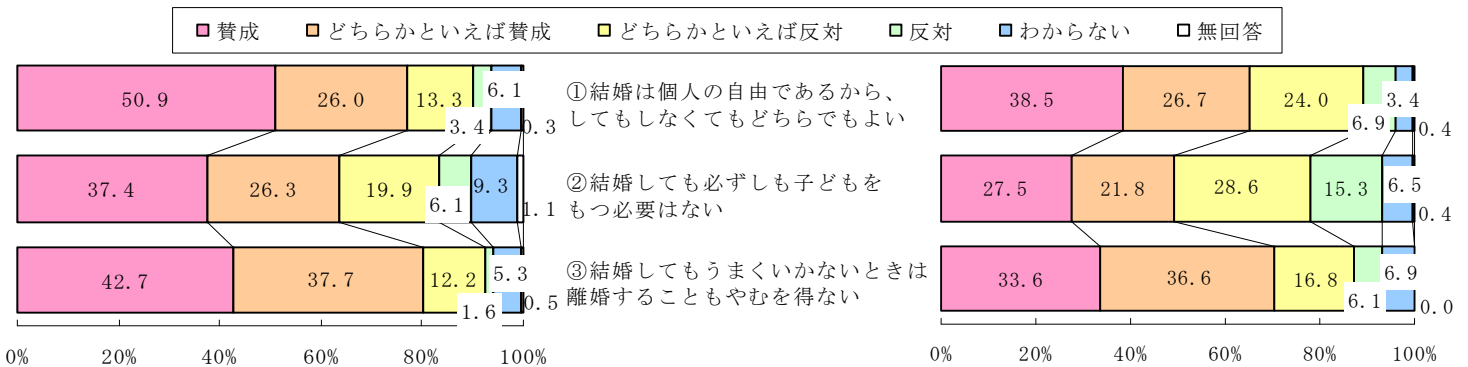 賛成 どちらかといえば賛成 どちらかといえば反対 反対 わからない 無回答
50.9 26.0 13.3 3.4 6.1 0.3
①結婚は個人の自由であるから、
してもしなくてもどちらでもよい
38.5 26.7 24.0 6.9 3.4 0.4
37.4 26.3 19.9 6.1 9.3 1.1
②結婚しても必ずしも子どもを
もつ必要はない
27.5 21.8 28.6 15.3 6.5 0.4
42.7 37.7 12.2 1.6 5.3 0.5
③結婚してもうまくいかないときは
離婚することもやむを得ない
33.6 36.6 16.8 6.1 6.9 0.0
0% 20% 40% 60% 80% 100%
0% 20% 40% 60% 80% 100%